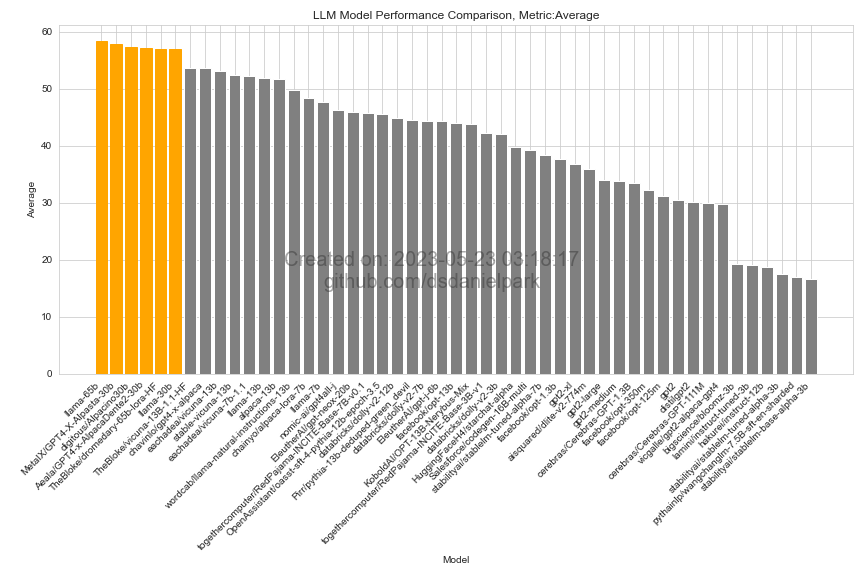 LLM Model Performance Comparison, Metric:Average
Average
60
50
40
30
20
10
0
Created on: 2023-05-23 03:18:17
github.com/dsdanielpark
llama-65b
MetaIX/GPT4-X-Alpasta-30b
digitous/Alpacino30b
Aeala/GPT4-x-AlpacaDente2-30b
TheBloke/dromedary-65b-lora-HF
llama-30b
TheBloke/vicuna-13B-1.1-HF
chavinlo/gpt4-x-alpaca
eachadea/vicuna-13b
stable-vicuna-13b
eachadea/vicuna-7b-1.1
llama-13b
alpaca-13b
wordcab/llama-natural-instructions-13b
chainyo/alpaca-lora-7b
llama-7b
nomic-ai/gpt4all-j
EleutherAI/gpt-neox-20b
togethercomputer/RedPajama-INCITE-Base-7B-v0.1
OpenAssistant/oasst-sft-4-pythia-12b-epoch-3.5
databricks/dolly-v2-12b
Pirr/pythia-13b-deduped-green_devil
databricks/dolly-v2-7b
EleutherAI/gpt-j-6b
facebook/opt-13b
KoboldAI/OPT-13B-Nerybus-Mix
togethercomputer/RedPajama-INCITE-Base-3B-v1
databricks/dolly-v2-3b
HuggingFaceH4/starchat-alpha
Salesforce/codegen-16B-multi
stabilityai/stablelm-tuned-alpha-7b
facebook/opt-1.3b
gpt2-xl
aisquared/dlite-v2-774m
gpt2-large
gpt2-medium
cerebras/Cerebras-GPT-1.3B
facebook/opt-350m
facebook/opt-125m
gpt2
distilgpt2
cerebras/Cerebras-GPT-111M
vicgalle/gpt2-alpaca-gpt4
bigscience/bloomz-3b
lamini/instruct-tuned-3b
hakurei/instruct-12b
stabilityai/stablelm-tuned-alpha-3b
pythainlp/wangchanglm-7.5B-sft-en-sharded
stabilityai/stablelm-base-alpha-3b
Model